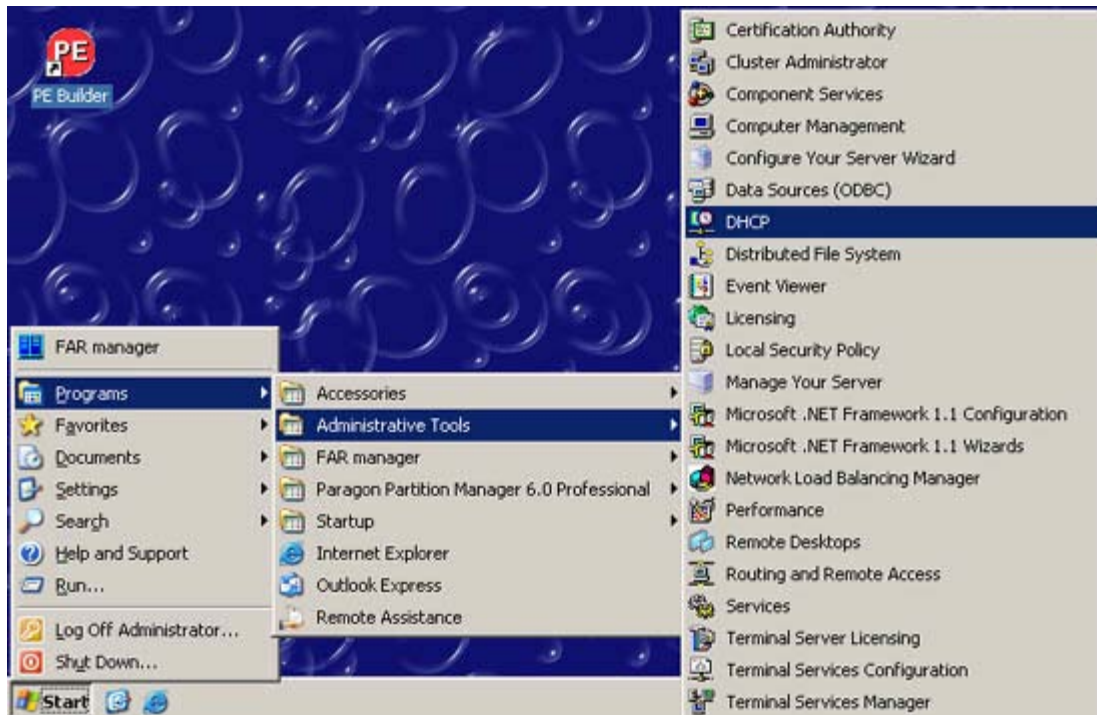 PE
PE Builder
FAR manager
Programs
Favorites
Documents
Settings
Search
Help and Support
Run...
Log Off Administrator...
Shut Down...
Start
Accessories
Administrative Tools
FAR manager
Paragon Partition Manager 6.0 Professional
Startup
Internet Explorer
Outlook Express
Remote Assistance
Certification Authority
Cluster Administrator
Component Services
Computer Management
Configure Your Server Wizard
Data Sources (ODBC)
DHCP
Distributed File System
Event Viewer
Licensing
Local Security Policy
Manage Your Server
Microsoft .NET Framework 1.1 Configuration
Microsoft .NET Framework 1.1 Wizards
Network Load Balancing Manager
Performance
Remote Desktops
Routing and Remote Access
Services
Terminal Server Licensing
Terminal Services Configuration
Terminal Services Manager